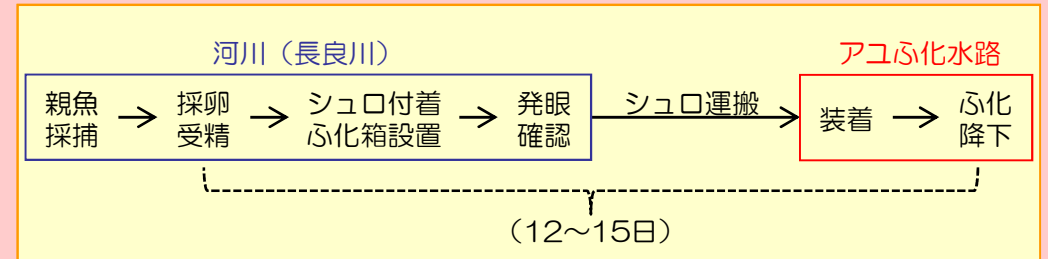 河川（長良川）
アユふ化水路
親魚
採捕
採卵
受精
シュロ付着
ふ化箱設置
発眼
確認
シュロ運搬
装着
ふ化
降下
（12～15日）